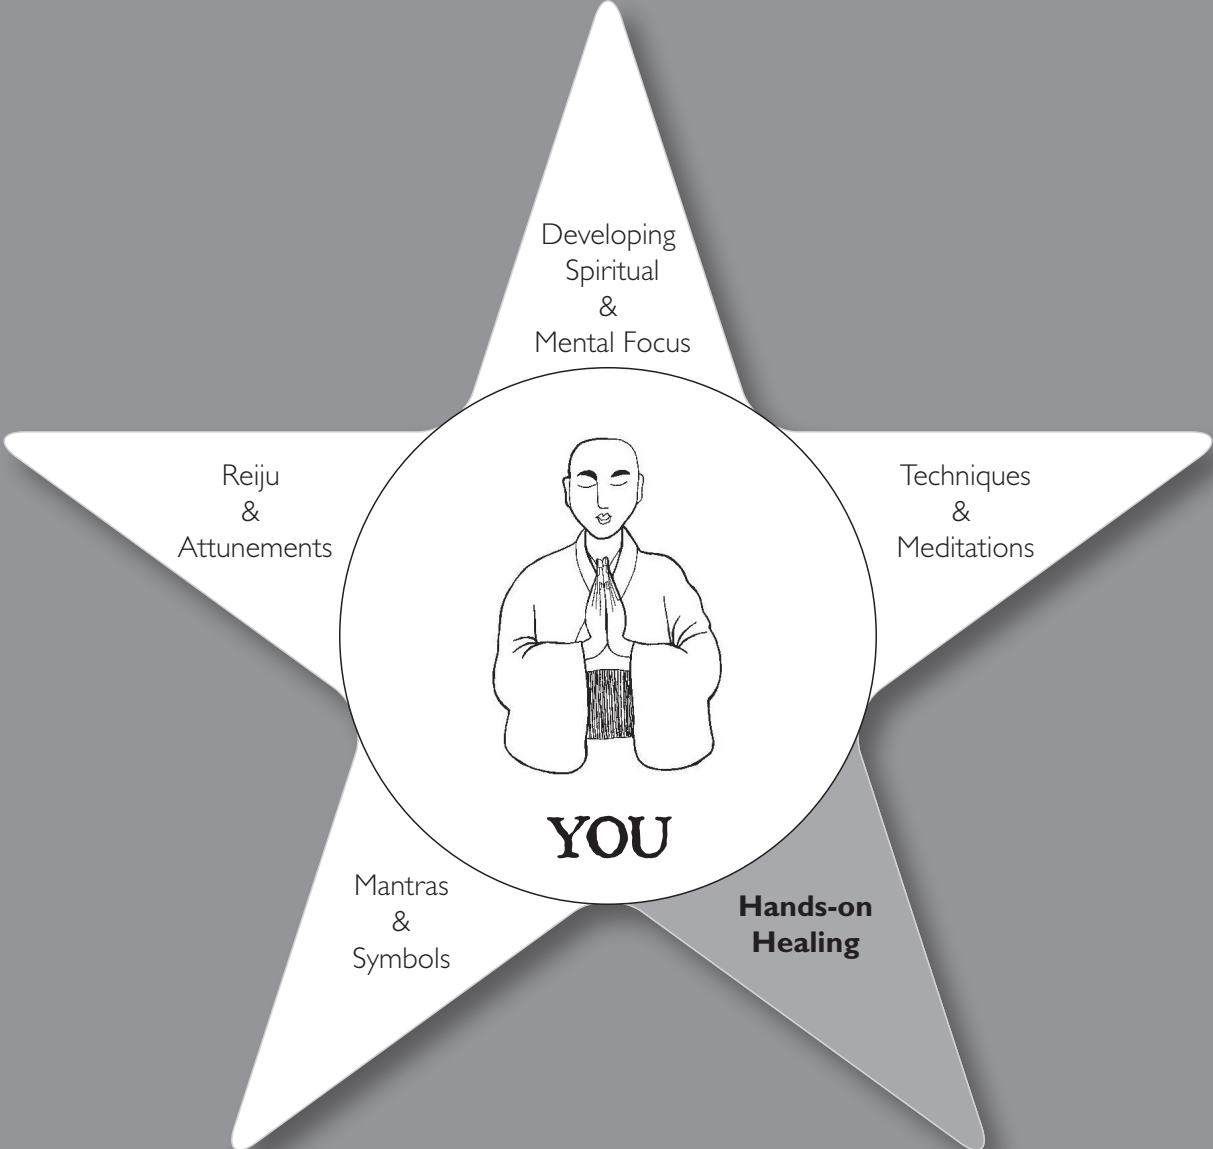 Developing
Spiritual
&
Mental Focus
Reiju
&
Attunements
Techniques
&
Meditations
YOU
Mantras
&
Symbols
Hands-on
Healing